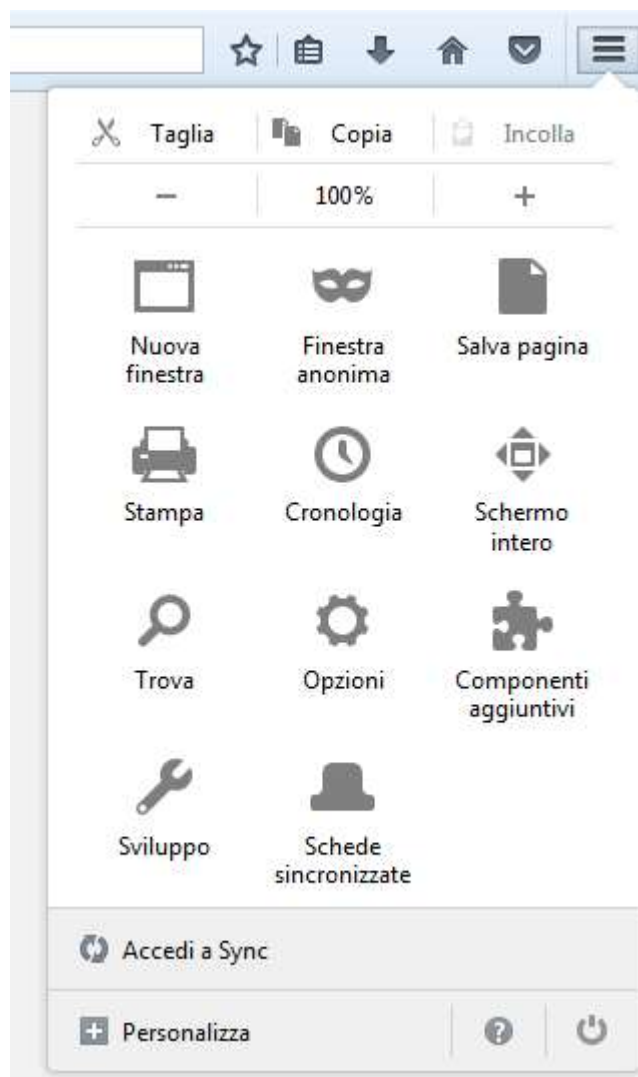 Taglia Copia Incolla
− 100% +
Nuova finestra
Finestra anonima
Salva pagina
Stampa
Cronologia
Schermo intero
Trova
Opzioni
Componenti aggiuntivi
Sviluppo
Schede sincronizzate
Accedi a Sync
Personalizza ?